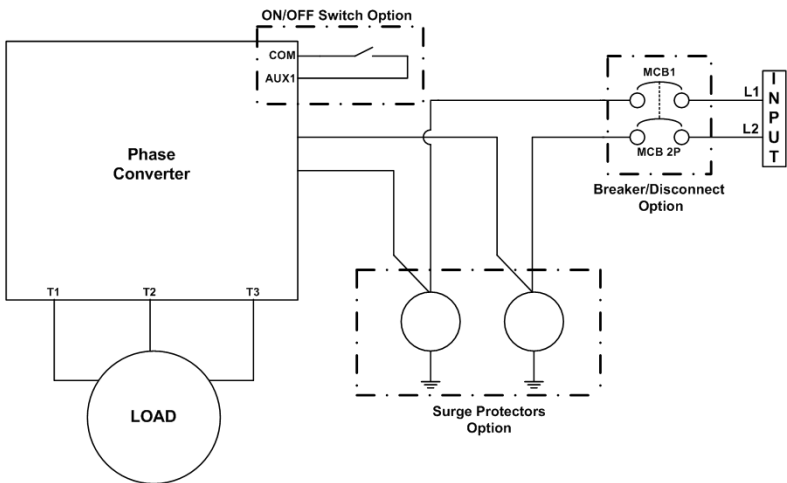 ON/OFF Switch Option
COM
AUX1
MCB1
L1
L2
MCB 2P
INPUT
Breaker/Disconnect
Option
Phase
Converter
T1
T2
T3
LOAD
Surge Protectors
Option